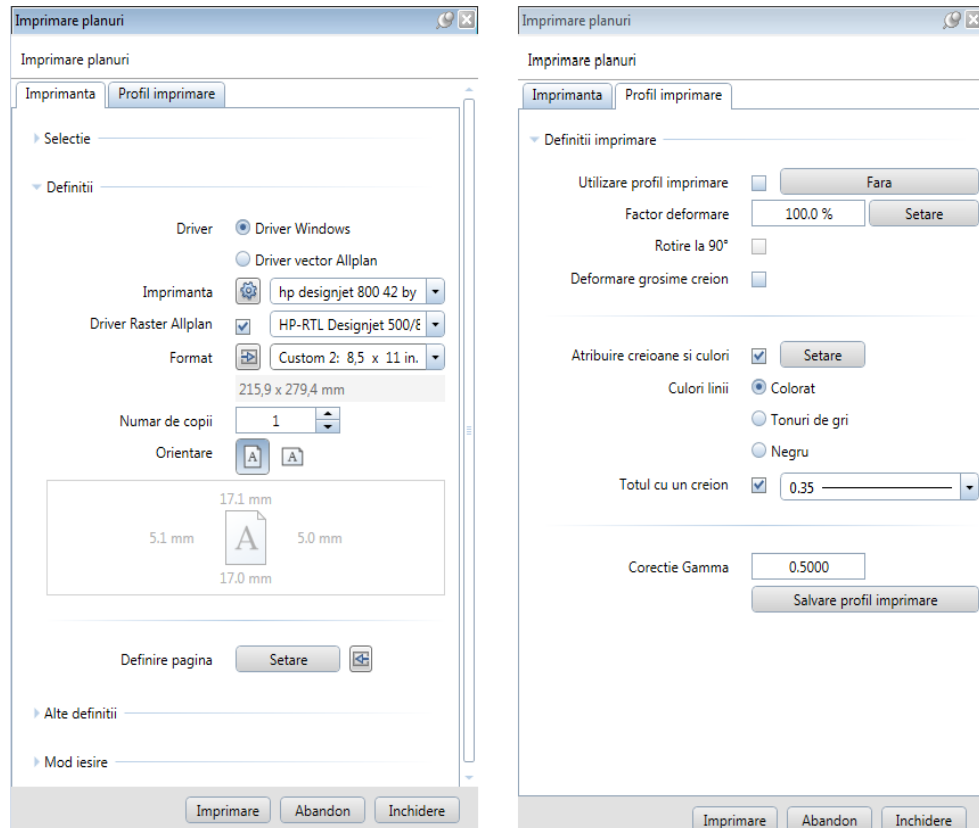 Imprimare planuri
Imprimare planuri
Imprimanta Profil imprimare
Selectie
Definitii
Driver Driver Windows
Driver vector Allplan
Imprimanta hp designjet 800 42 by
Driver Raster Allplan HP-RTL Designjet 500/8
Format Custom 2: 8,5 x 11 in.
215,9 x 279,4 mm
Numar de copii 1
Orientare A A
17.1 mm
5.1 mm A 5.0 mm
17.0 mm
Definire pagina Setare
Alte definitii
Mod iesire
Imprimare Abandon Inchidere
Imprimare planuri
Imprimare planuri
Imprimanta Profil imprimare
Definitii imprimare
Utilizare profil imprimare Fara
Factor deformare 100.0 % Setare
Rotire la 90°
Deformare grosime creion
Atribuire creioane si culori Setare
Culori linii Colorat
Tonuri de gri
Negru
Totul cu un creion 0.35
Corectie Gamma 0.5000
Salvare profil imprimare
Imprimare Abandon Inchidere